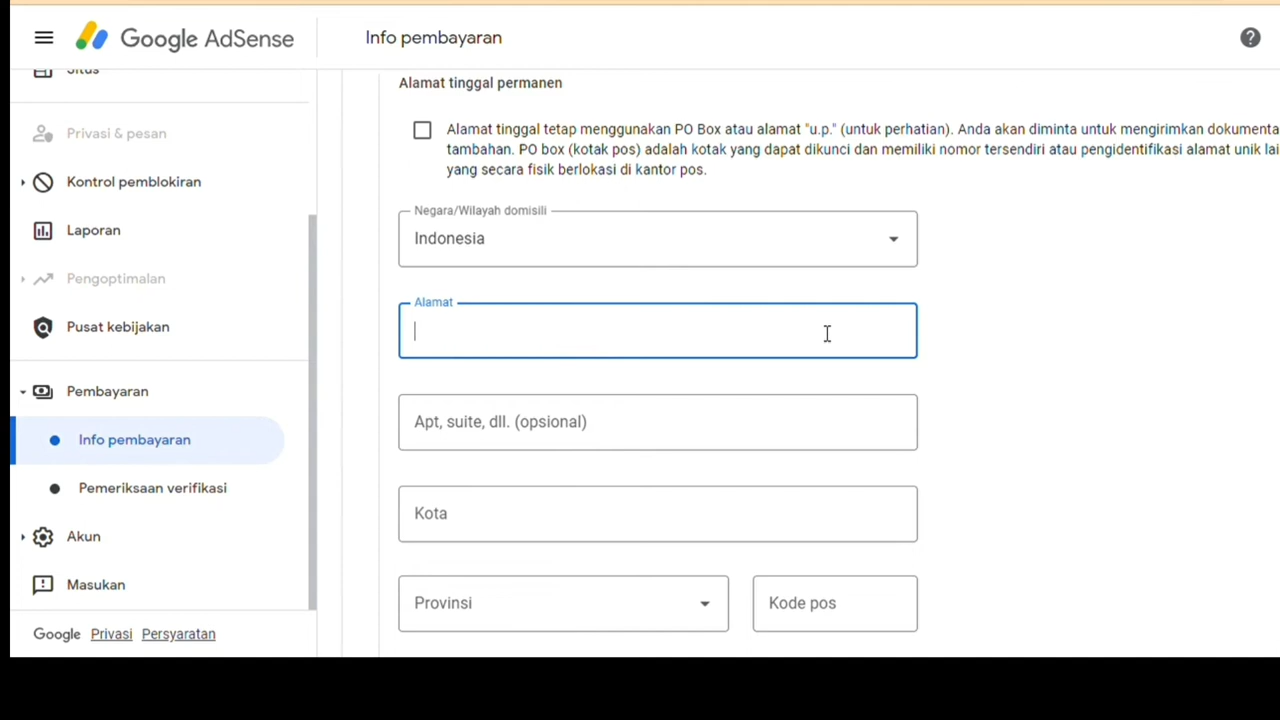 Google AdSense
Info pembayaran
Situs
Privasi & pesan
Kontrol pemblokiran
Laporan
Pengoptimalan
Pusat kebijakan
Pembayaran
Info pembayaran
Pemeriksaan verifikasi
Akun
Masukan
Google Privasi Persyaratan
Alamat tinggal permanen
Alamat tinggal tetap menggunakan PO Box atau alamat "u.p." (untuk perhatian). Anda akan diminta untuk mengirimkan dokumenta
tambahan. PO box (kotak pos) adalah kotak yang dapat dikunci dan memiliki nomor tersendiri atau pengidentifikasi alamat unik lai
yang secara fisik berlokasi di kantor pos.
Negara/Wilayah domisili
Indonesia
Alamat
Apt, suite, dll. (opsional)
Kota
Provinsi
Kode pos